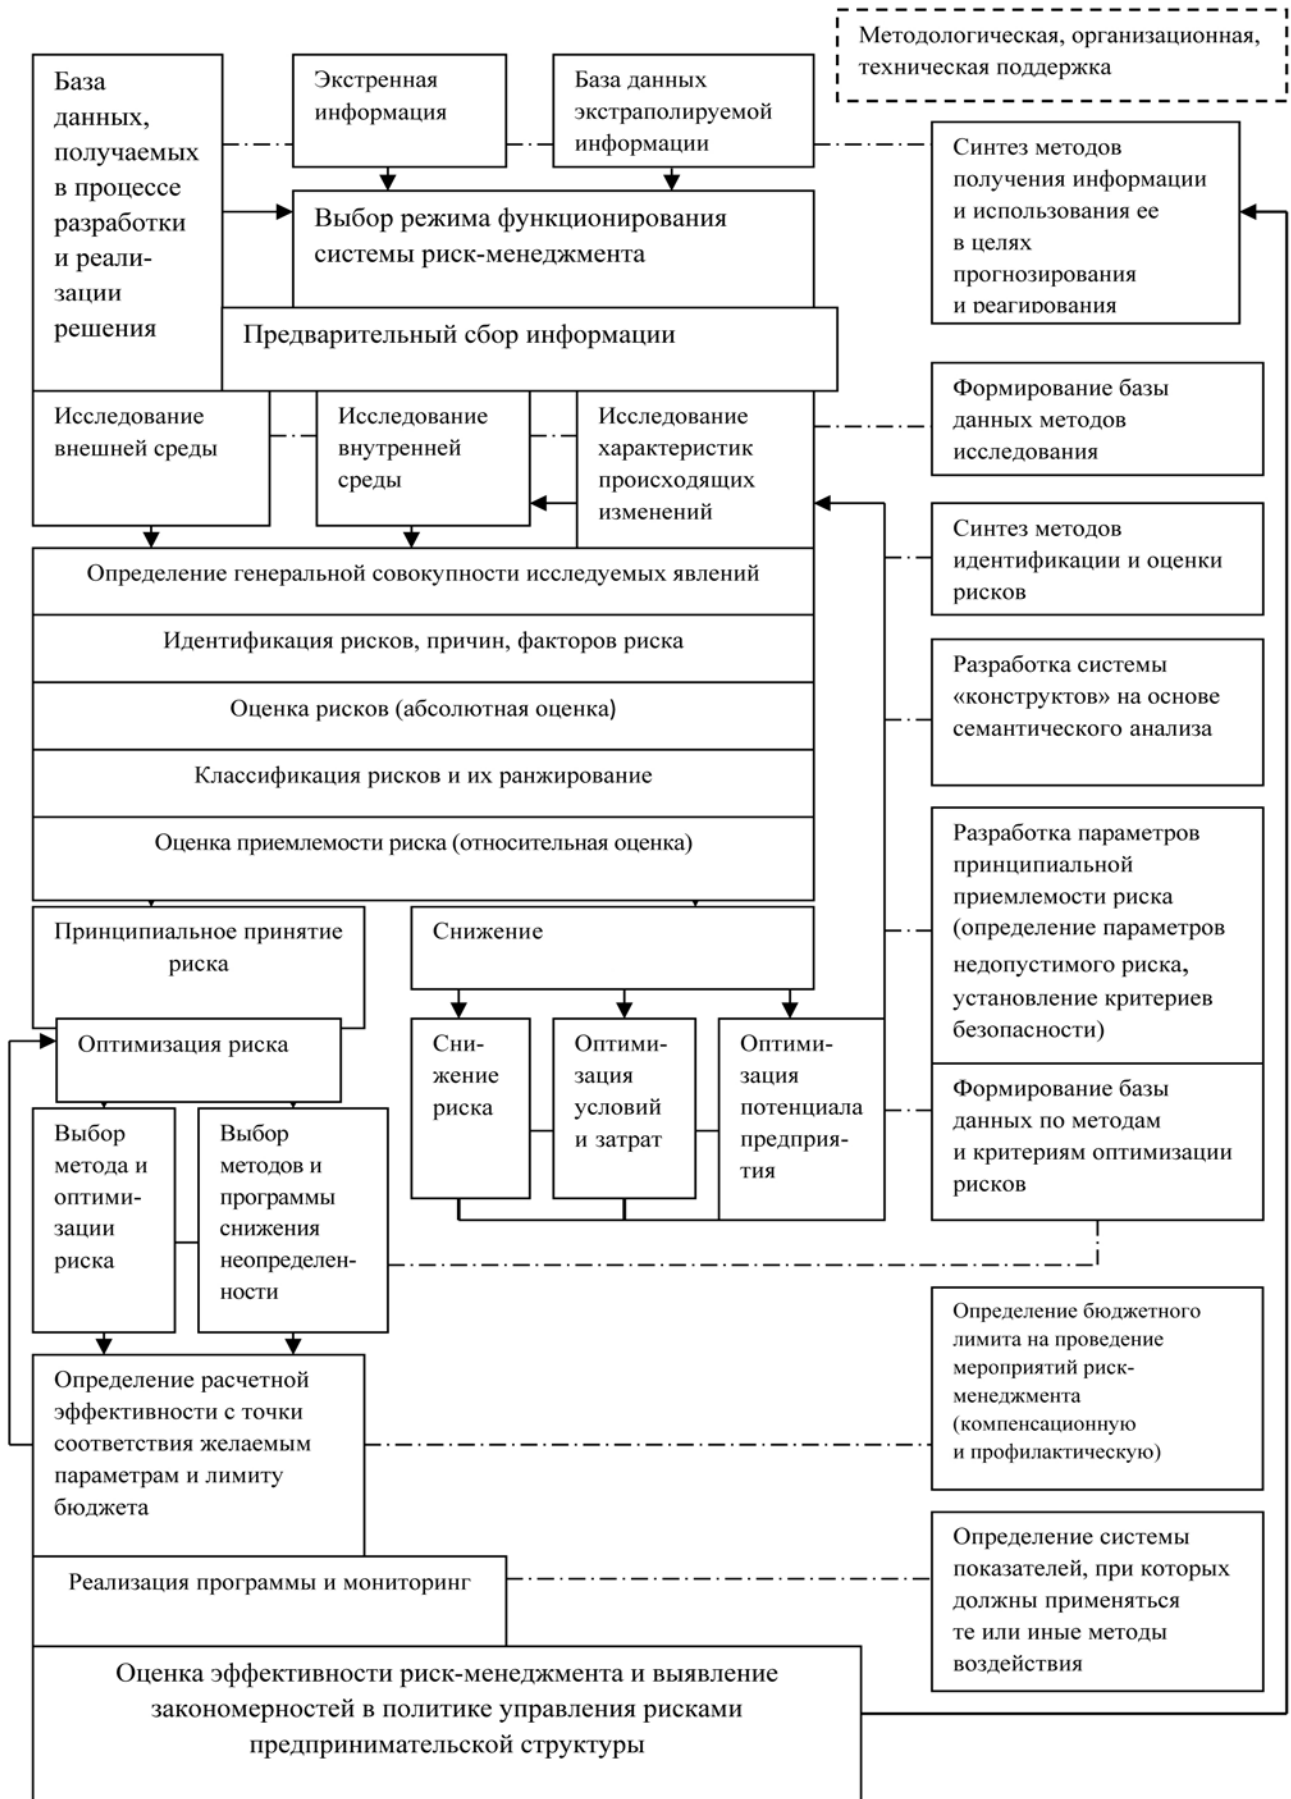 Методологическая, организационная,
техническая поддержка
База
данных,
получаемых
в процессе
разработки
и реали-
зации
решения
Экстренная
информация
База данных
экстраполируемой
информации
Синтез методов
получения информации
и использования ее
в целях
прогнозирования
и реагирования
Выбор режима функционирования
системы риск-менеджмента
Предварительный сбор информации
Исследование
внешней среды
Исследование
внутренней
среды
Исследование
характеристик
происходящих
изменений
Формирование базы
данных методов
исследования
Синтез методов
идентификации и оценки
рисков
Определение генеральной совокупности исследуемых явлений
Идентификация рисков, причин, факторов риска
Оценка рисков (абсолютная оценка)
Классификация рисков и их ранжирование
Оценка приемлемости риска (относительная оценка)
Разработка системы
«конструктов» на основе
семантического анализа
Разработка параметров
принципиальной
приемлемости риска
(определение параметров
недопустимого риска,
установление критериев
безопасности)
Принципиальное принятие
риска
Снижение
Оптимизация риска
Сни-
жение
риска
Оптими-
зация
условий
и затрат
Оптими-
зация
потенциала
предприя-
тия
Формирование базы
данных по методам
и критериям оптимизации
рисков
Выбор
метода и
оптими-
зации
риска
Выбор
методов и
программы
снижения
неопределен-
ности
Определение бюджетного
лимита на проведение
мероприятий риск-
менеджмента
(компенсационную
и профилактическую)
Определение расчетной
эффективности с точки
соответствия желаемым
параметрам и лимиту
бюджета
Определение системы
показателей, при которых
должны применяться
те или иные методы
воздействия
Реализация программы и мониторинг
Оценка эффективности риск-менеджмента и выявление
закономерностей в политике управления рисками
предпринимательской структуры